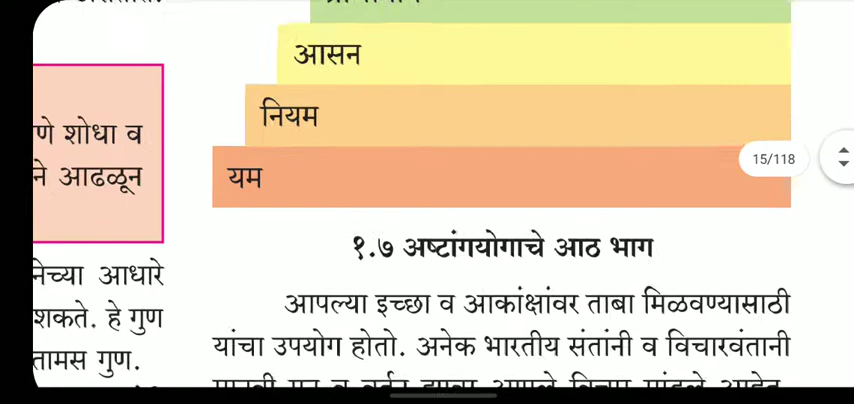 णे शोधा व
ने आढळून
नेच्या आधारे
शकते. हे गुण
तामस गुण.
आसन
नियम
यम
15/118
१.७ अष्टांगयोगाचे आठ भाग
आपल्या इच्छा व आकांक्षांवर ताबा मिळवण्यासाठी
यांचा उपयोग होतो. अनेक भारतीय संतांनी व विचारवंतानी